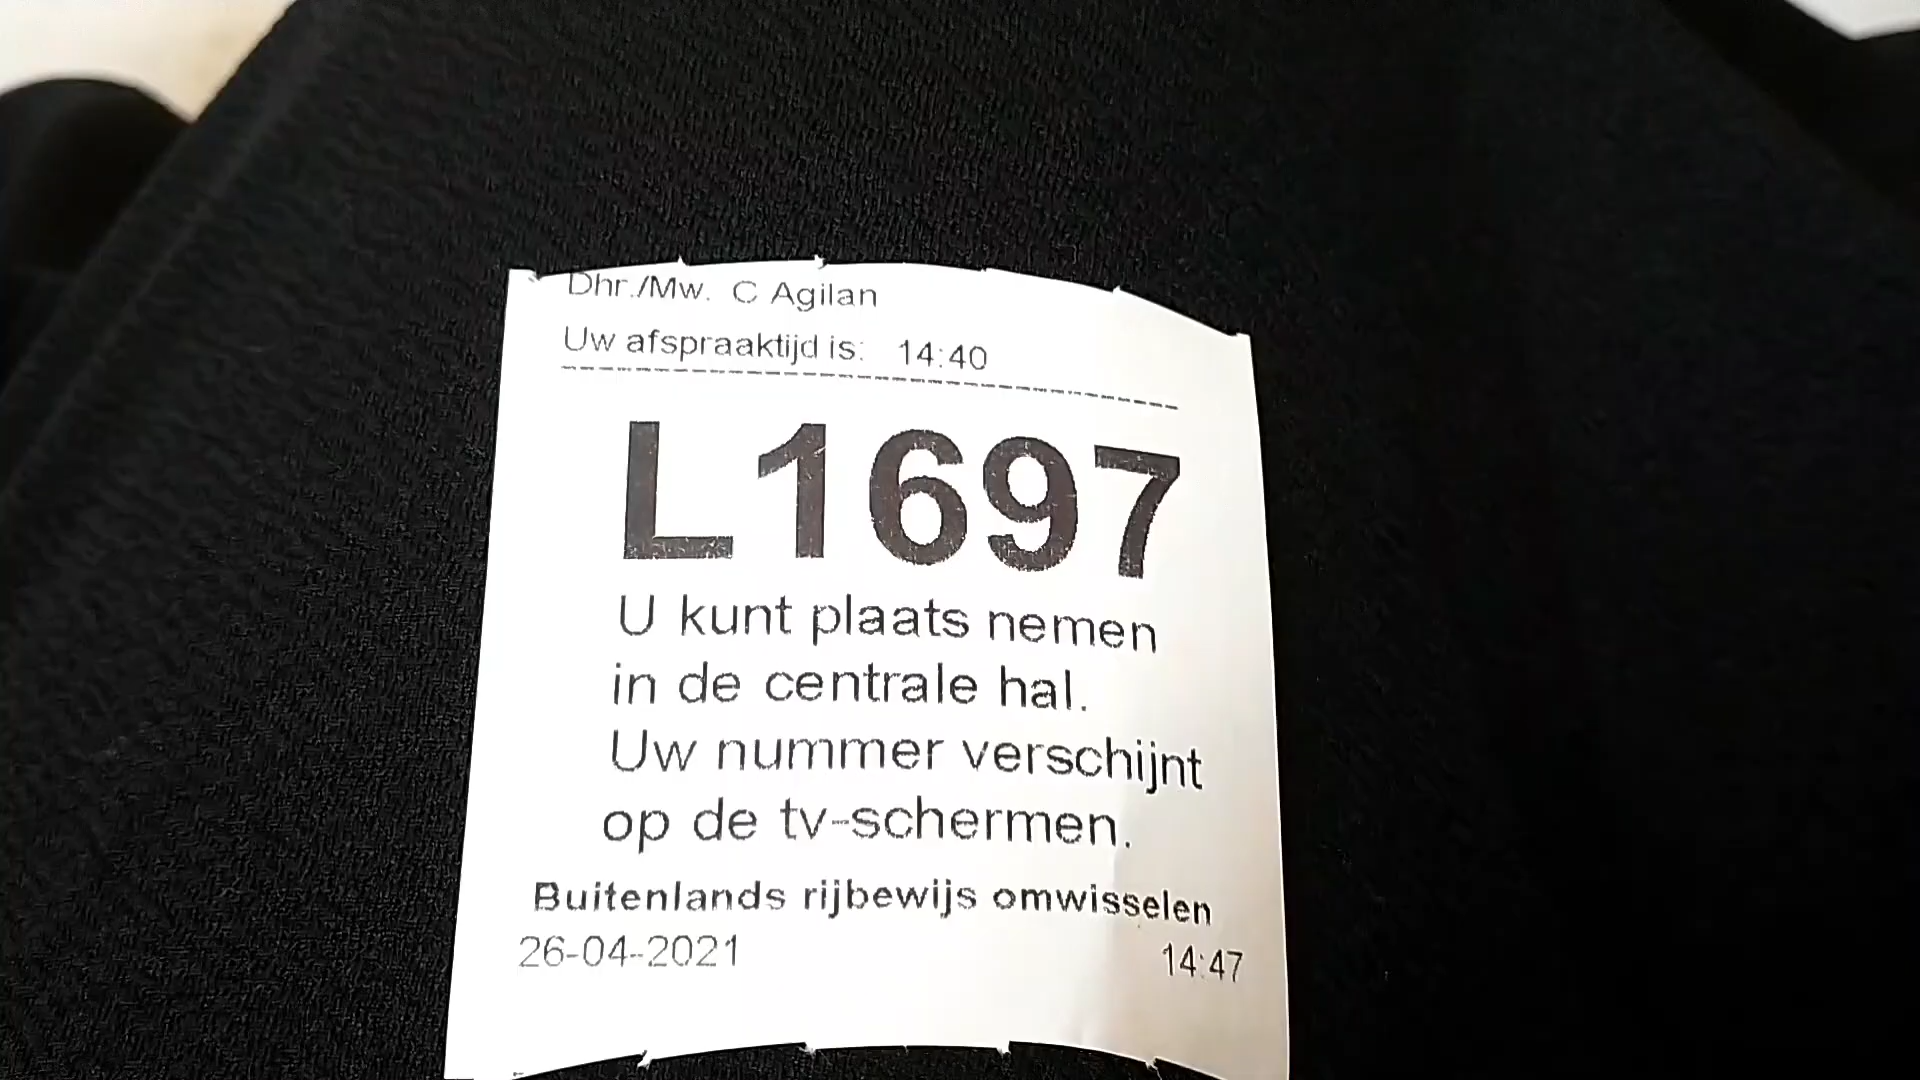 Dhr./Mw. C Agilan
Uw afspraaktijd is: 14:40
L1697
U kunt plaats nemen
in de centrale hal.
Uw nummer verschijnt
op de tv-schermen.
Buitenlands rijbewijs omwisselen
26-04-2021 14:47